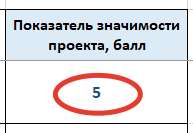 Показатель значимости
проекта, балл
5